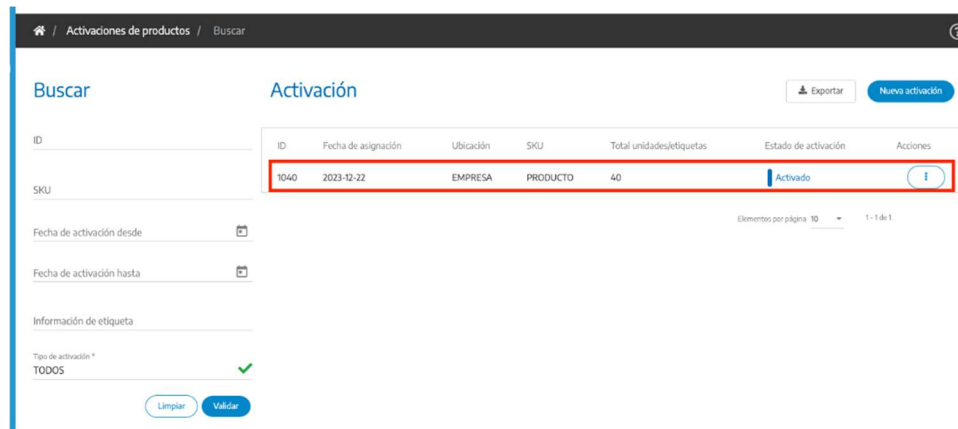 / Activaciones de productos / Buscar
Buscar
ID
SKU
Fecha de activación desde
Fecha de activación hasta
Información de etiqueta
Tipo de activación *
TODOS
Limpiar Validar
Activación
Exportar Nueva activación
ID Fecha de asignación Ubicación SKU Total unidades/etiquetas Estado de activación Acciones
1040 2023-12-22 EMPRESA PRODUCTO 40 Activado
Elementos por página 10 1 - 1 de 1